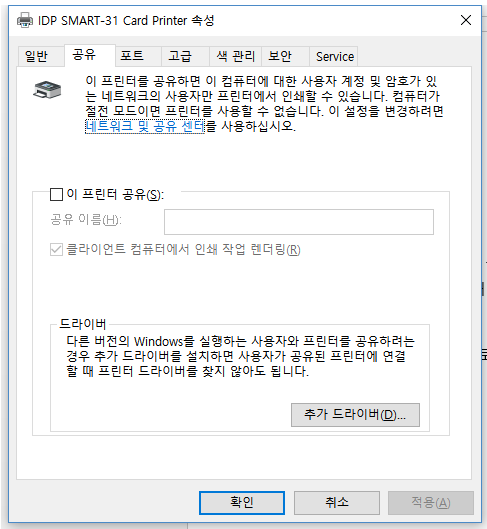 IDP SMART-31 Card Printer 속성
일반 공유 포트 고급 색 관리 보안 Service
이 프린터를 공유하면 이 컴퓨터에 대한 사용자 계정 및 암호가 있
는 네트워크의 사용자만 프린터에서 인쇄할 수 있습니다. 컴퓨터가
절전 모드이면 프린터를 사용할 수 없습니다. 이 설정을 변경하려면
네트워크 및 공유 센터를 사용하십시오.
이 프린터 공유(S):
공유 이름(H):
클라이언트 컴퓨터에서 인쇄 작업 렌더링(R)
드라이버
다른 버전의 Windows를 실행하는 사용자와 프린터를 공유하려는
경우 추가 드라이버를 설치하면 사용자가 공유된 프린터에 연결
할 때 프린터 드라이버를 찾지 않아도 됩니다.
추가 드라이버(D)...
확인 취소 적용(A)